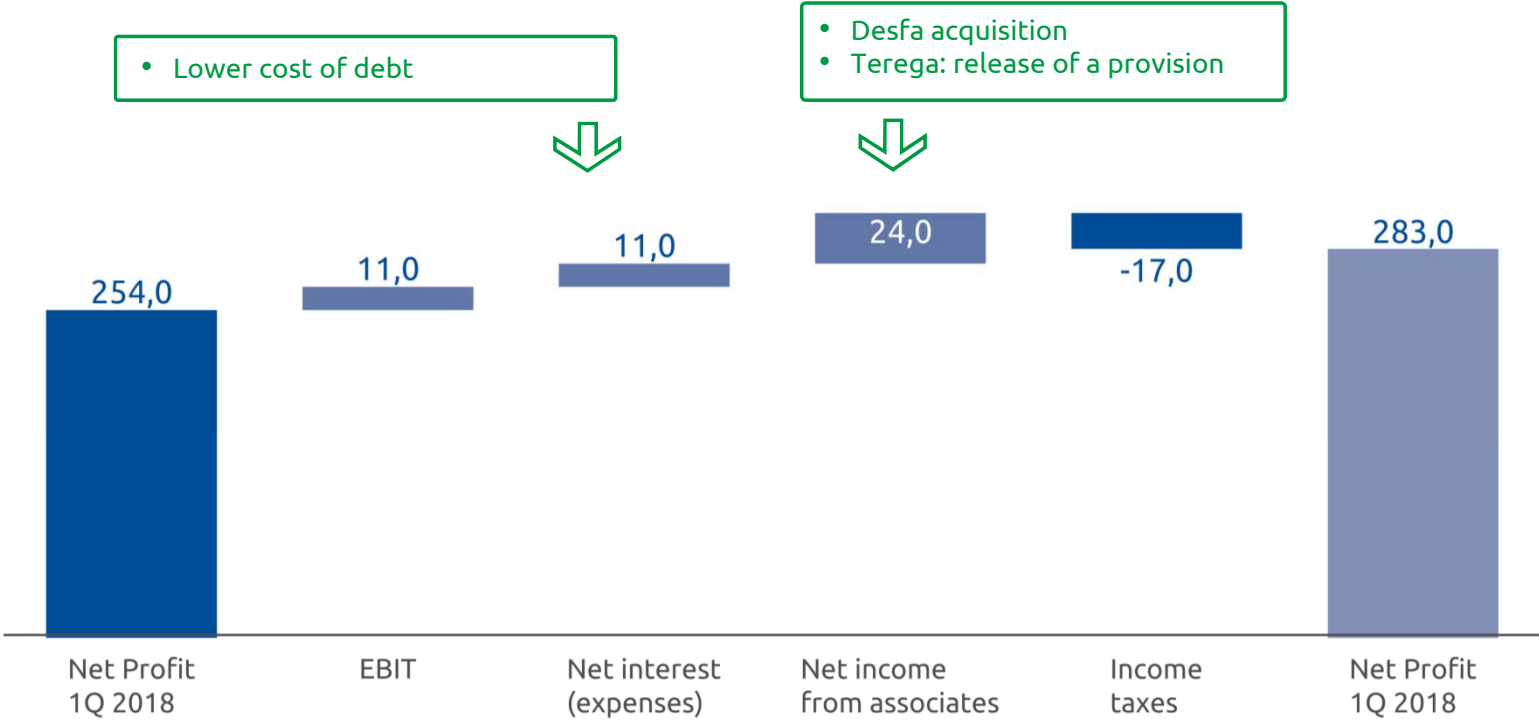 • Lower cost of debt
• Desfa acquisition
• Terega: release of a provision
254,0
11,0
11,0
24,0
-17,0
283,0
Net Profit
1Q 2018
EBIT
Net interest
(expenses)
Net income
from associates
Income
taxes
Net Profit
1Q 2018